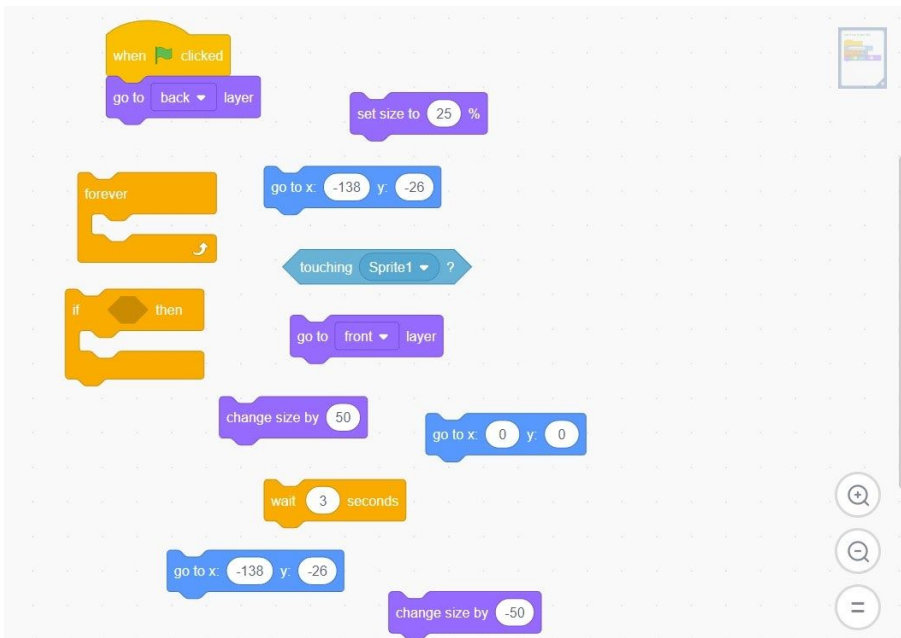 when clicked
go to back layer
set size to 25 %
go to x: -138 y: -26
forever
touching Sprite1 ?
if then
go to front layer
change size by 50
go to x: 0 y: 0
wait 3 seconds
go to x: -138 y: -26
change size by -50